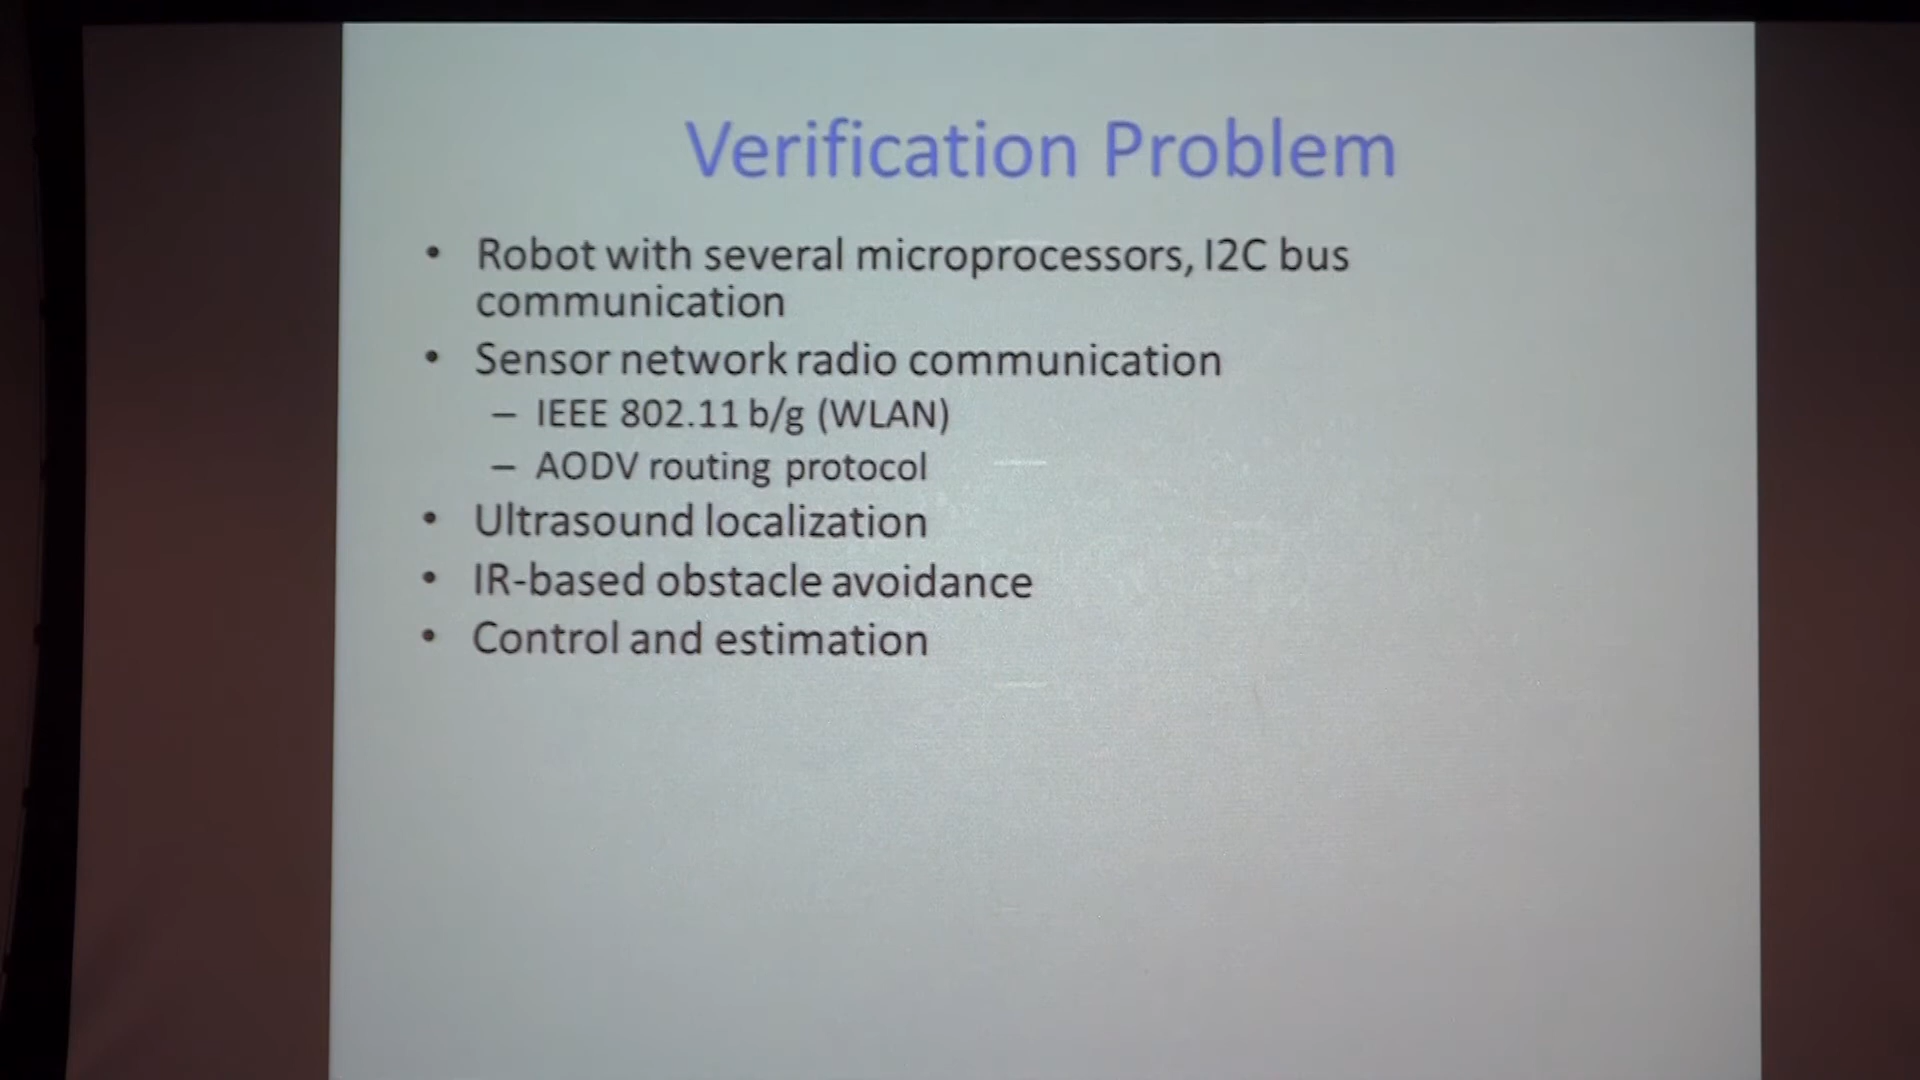 Verification Problem
• Robot with several microprocessors, I2C bus
communication
• Sensor network radio communication
– IEEE 802.11 b/g (WLAN)
– AODV routing protocol
• Ultrasound localization
• IR-based obstacle avoidance
• Control and estimation